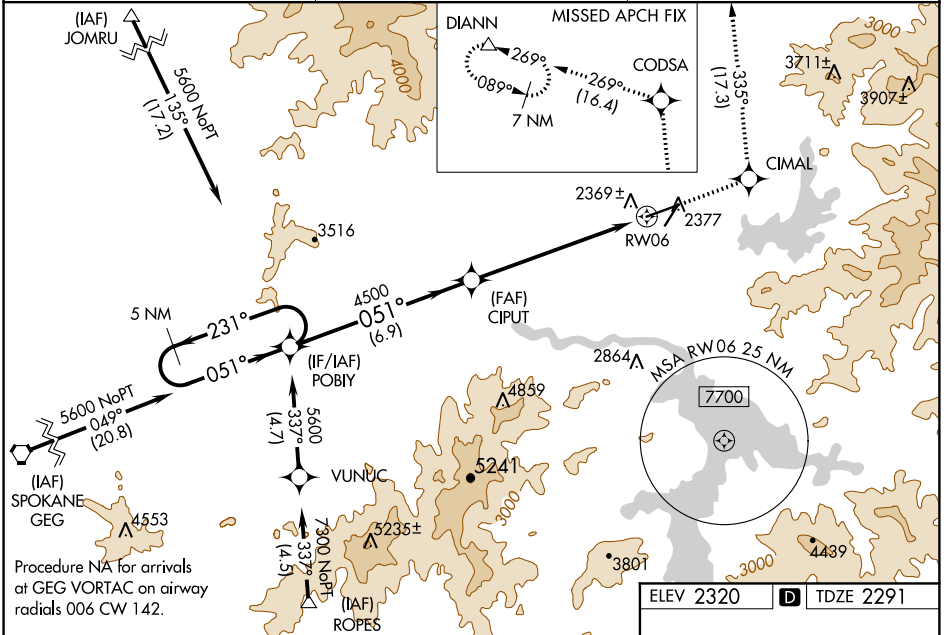 (IAF)
JOMRU
5600 NoPT
135°
(17.2)
4000
DIANN
MISSED APCH FIX
269°
089°
7 NM
269°
(16.4)
CODSA
335°
(17.3)
3000
3711±
3907±
CIMAL
2369±
2377
RW06
3516
5 NM
231°
051°
4500
051°
(6.9)
(FAF)
CIPUT
(IF/IAF)
POBIY
5600 NoPT
049°
(20.8)
(IAF)
SPOKANE
GEG
5600
337°
(4.7)
VUNUC
7300 NoPT
337°
(4.5)
(IAF)
ROPES
4553
4859
5241
5235±
3000
2864
MSA RW06 25 NM
7700
3801
4439
3000
Procedure NA for arrivals
at GEG VORTAC on airway
radials 006 CW 142.
ELEV 2320
D
TDZE 2291